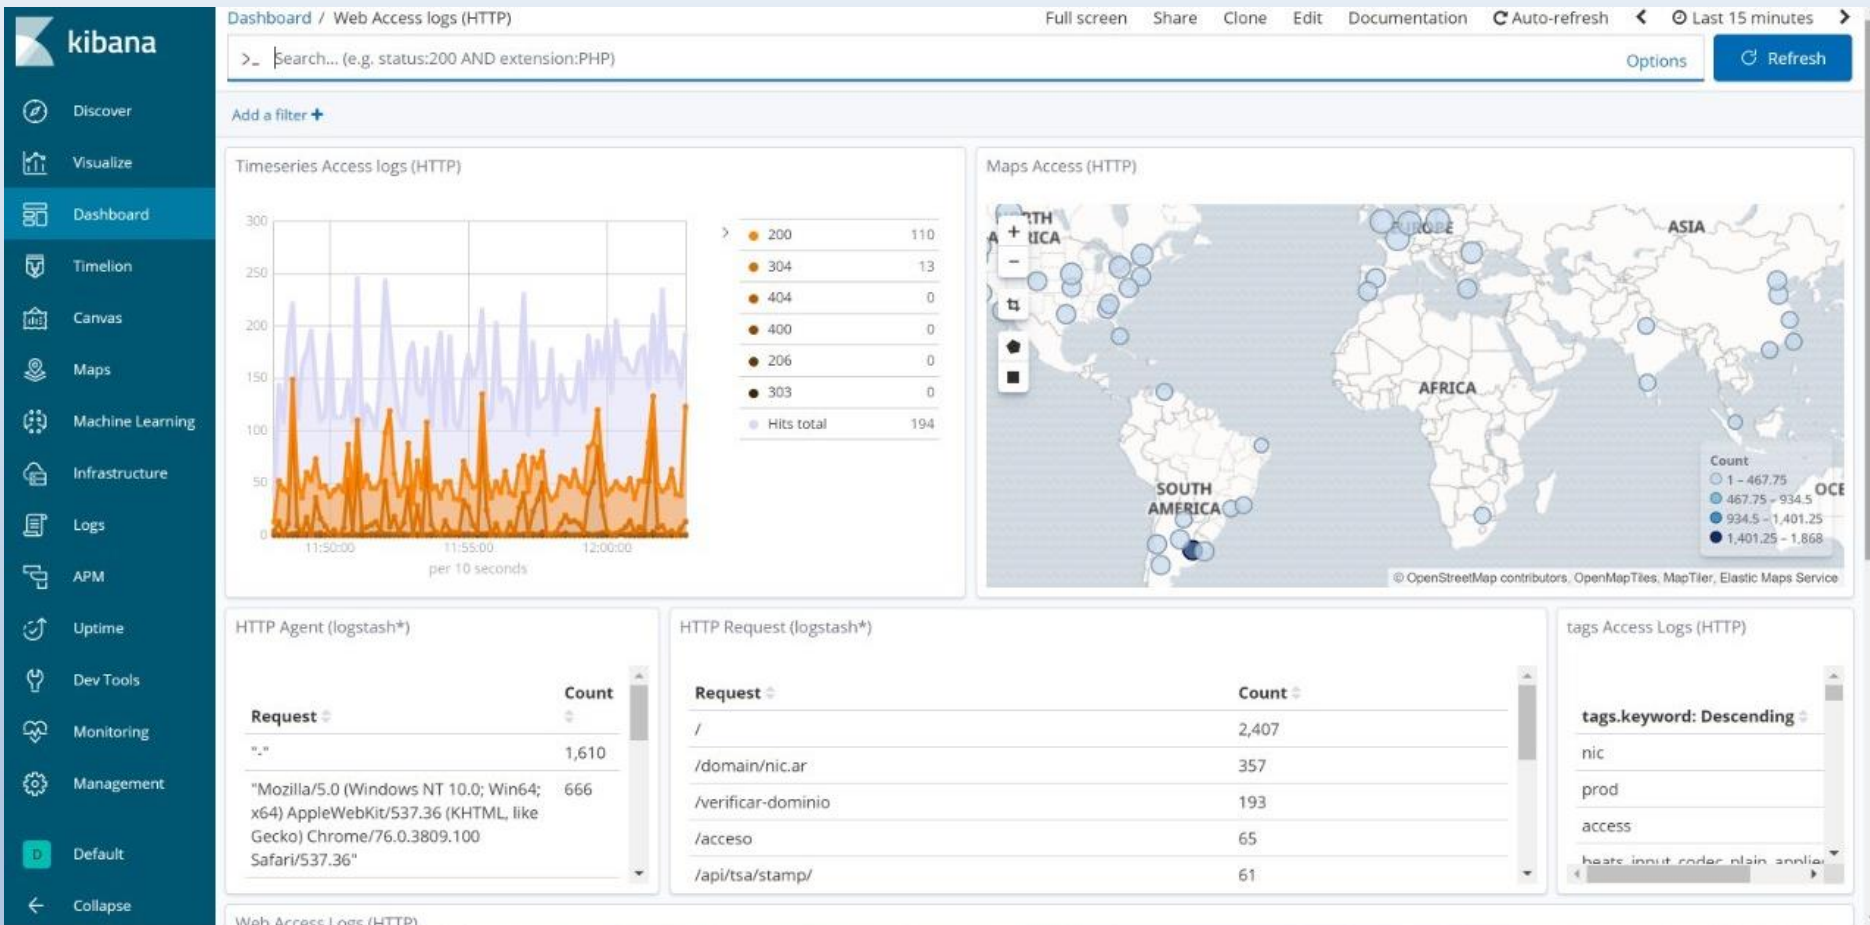 kibana
Dashboard / Web Access logs (HTTP)
Full screen Share Clone Edit Documentation Auto-refresh Last 15 minutes
>_ Search... (e.g. status:200 AND extension:PHP)
Options
Refresh
Add a filter +
Discover
Visualize
Dashboard
Timelion
Canvas
Maps
Machine Learning
Infrastructure
Logs
APM
Uptime
Dev Tools
Monitoring
Management
D Default
Collapse
Timeseries Access logs (HTTP)
300
250
200
150
100
50
0
11:50:00 11:55:00 12:00:00
per 10 seconds
200 110
304 13
404 0
400 0
206 0
303 0
Hits total 194
Maps Access (HTTP)
+
−
EUROPE
ASIA
AFRICA
SOUTH
AMERICA
Count
1 – 467.75
467.75 – 934.5
934.5 – 1,401.25
1,401.25 – 1,868
OCE
© OpenStreetMap contributors, OpenMapTiles, MapTiler, Elastic Maps Service
HTTP Agent (logstash*)
Request Count
"-" 1,610
"Mozilla/5.0 (Windows NT 10.0; Win64; 666
x64) AppleWebKit/537.36 (KHTML, like
Gecko) Chrome/76.0.3809.100
Safari/537.36"
HTTP Request (logstash*)
Request Count
/ 2,407
/domain/nic.ar 357
/verificar-dominio 193
/acceso 65
/api/tsa/stamp/ 61
tags Access Logs (HTTP)
tags.keyword: Descending
nic
prod
access
beats_input_codec_plain_applie
Web Access Logs (HTTP)